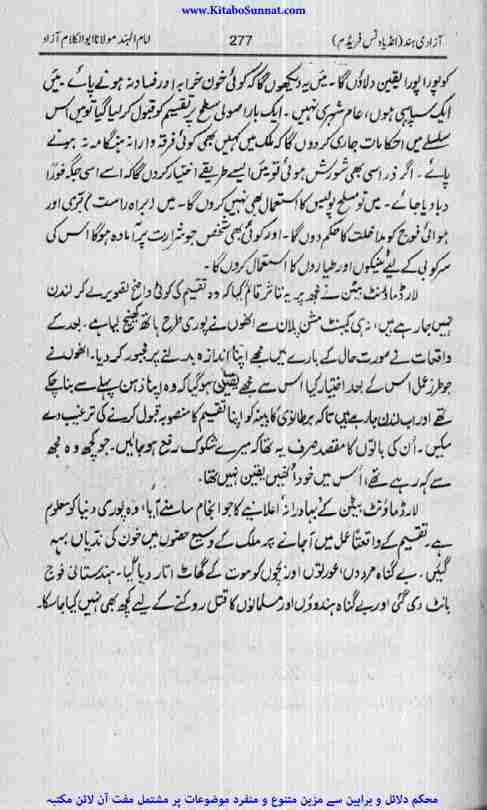 www.KitaboSunnat.com
آزادی ہند (انڈیا ونس فریڈم) 277 امام الہند مولانا ابوالکلام آزاد
کو پورا پورا یقین دلاؤں گا۔ میں یہ دیکھوں گا کہ کوئی خون خرابہ اور فساد نہ ہونے پائے۔ میں
ایک سپاہی ہوں، عام شہری نہیں۔ ایک بار اصولی سطح پر تقسیم کو قبول کر لیا گیا تو میں اس
سلسلے میں احکامات جاری کردوں گا کہ ملک میں کہیں بھی کوئی فرقہ وارانہ ہنگامہ نہ ہونے
پائے۔ اگر ذرا سی بھی شورش ہوئی تو میں ایسے طریقے اختیار کروں گا کہ اسے اسی جگہ فوراً
دبا دیا جائے۔ میں تو مسلح پولیس کا استعمال بھی نہیں کروں گا۔ میں (براہ راست) بری اور
ہوائی فوج کو مداخلت کا حکم دوں گا۔ اور کوئی بھی شخص جو شرارت پر آمادہ ہوگا اس کی
سرکوبی کے لیے ٹینکوں اور طیاروں کا استعمال کروں گا۔
لارڈ ماؤنٹ بیٹن نے مجھ پر یہ تاثر قائم کیا کہ وہ تقسیم کی کوئی واضح تصویر لے کر لندن
نہیں جا رہے ہیں، نہ ہی کیبنٹ مشن پلان سے انھوں نے پوری طرح ہاتھ کھینچ لیا ہے۔ بعد کے
واقعات نے صورت حال کے بارے میں مجھے اپنا اندازہ بدلنے پر مجبور کر دیا۔ انھوں نے
جو طرز عمل اس کے بعد اختیار کیا اس سے مجھے یقین ہو گیا کہ وہ اپنا ذہن پہلے سے بنا چکے
تھے اور اب لندن جا رہے ہیں تاکہ برطانوی کابینہ کو اپنا تقسیم کا منصوبہ قبول کرنے کی ترغیب دے
سکیں۔ اُن کی باتوں کا مقصد صرف یہ تھا کہ میرے شکوک رفع ہو جائیں۔ جو کچھ وہ مجھ
سے کہہ رہے تھے، اُس میں خود انھیں یقین نہیں تھا۔
لارڈ ماؤنٹ بیٹن کے بہادرانہ اعلانیے کا جو انجام سامنے آیا، وہ پوری دنیا کو معلوم
ہے۔ تقسیم کے واقعتاً عمل میں آجانے پر ملک کے وسیع حصّوں میں خون کی ندیاں بہہ
گئیں۔ بے گناہ مردوں، عورتوں اور بچّوں کو موت کے گھاٹ اتار دیا گیا۔ ہندستانی فوج
بانٹ دی گئی اور بے گناہ ہندوؤں اور مسلمانوں کا قتل روکنے کے لیے کچھ بھی نہیں کیا جا سکا۔
محکم دلائل و براہین سے مزین متنوع و منفرد موضوعات پر مشتمل مفت آن لائن مکتبہ